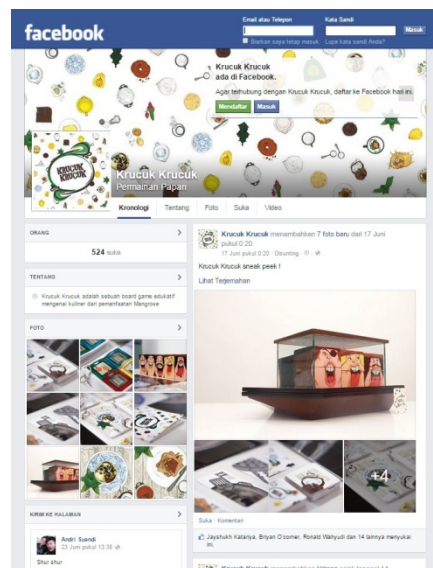 facebook
Email atau Telepon
Kata Sandi
Masuk
Biarkan saya tetap masuk
Lupa kata sandi Anda?
Krucuk Krucuk
ada di Facebook.
Agar terhubung dengan Krucuk Krucuk, daftar ke Facebook hari ini.
Mendaftar
Masuk
KRUCUK
KRUCUK
Krucuk Krucuk
Permainan Papan
Kronologi Tentang Foto Suka Video
ORANG
524 suka
TENTANG
Krucuk Krucuk adalah sebuah board game edukatif
mengenai kuliner dari pemanfaatan Mangrove
FOTO
KIRIM KE HALAMAN
Andri Suandi
23 Juni pukul 13:38
Shur shur
Krucuk Krucuk menambahkan 7 foto baru dari 17 Juni
pukul 0:20.
17 Juni pukul 0:20 · Disunting ·
Krucuk Krucuk sneak peek !
Lihat Terjemahan
+4
Suka · Komentari
Jayshukh Katariya, Briyan O'corner, Ronald Wahyudi dan 14 lainnya menyukai
ini.